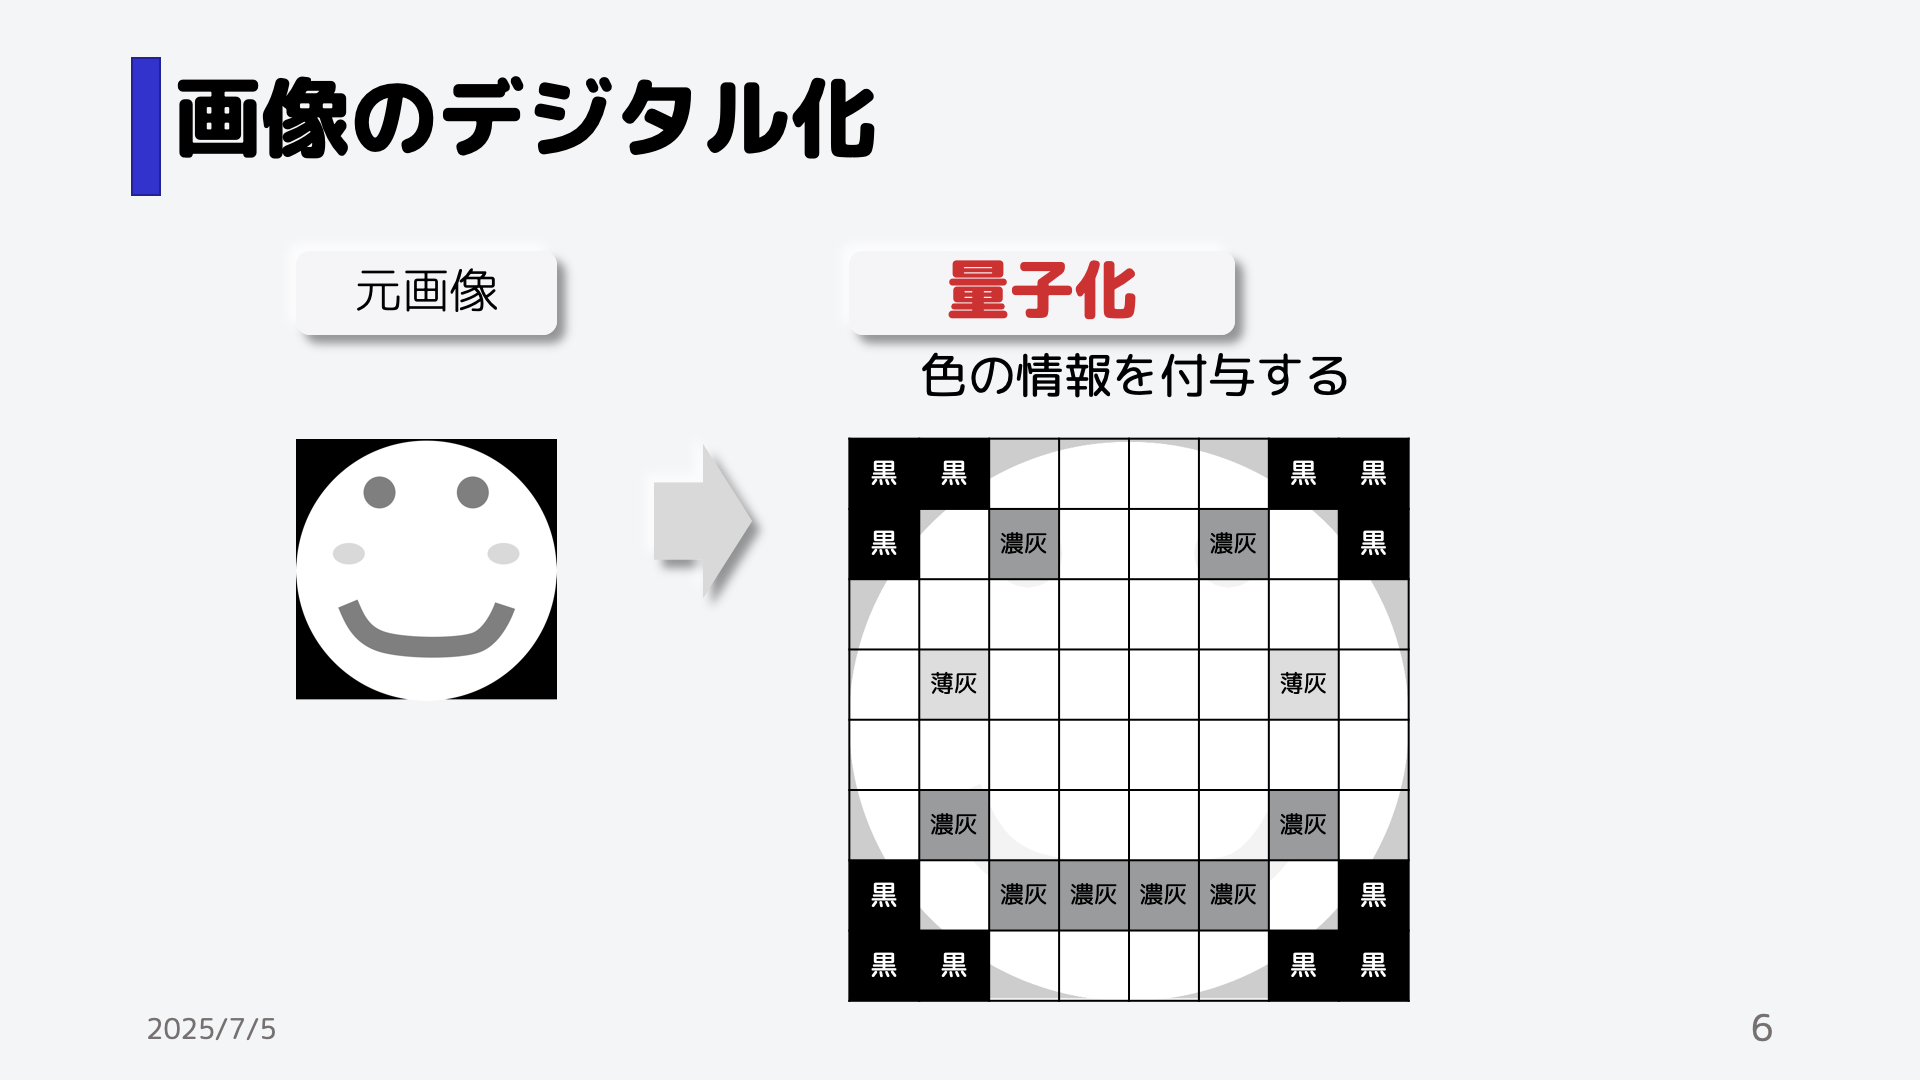 画像のデジタル化
元画像
量子化
色の情報を付与する
黒 黒 黒 黒
黒 濃灰 濃灰 黒
薄灰 薄灰
濃灰 濃灰
黒 濃灰 濃灰 濃灰 濃灰 黒
黒 黒 黒 黒
2025/7/5
6